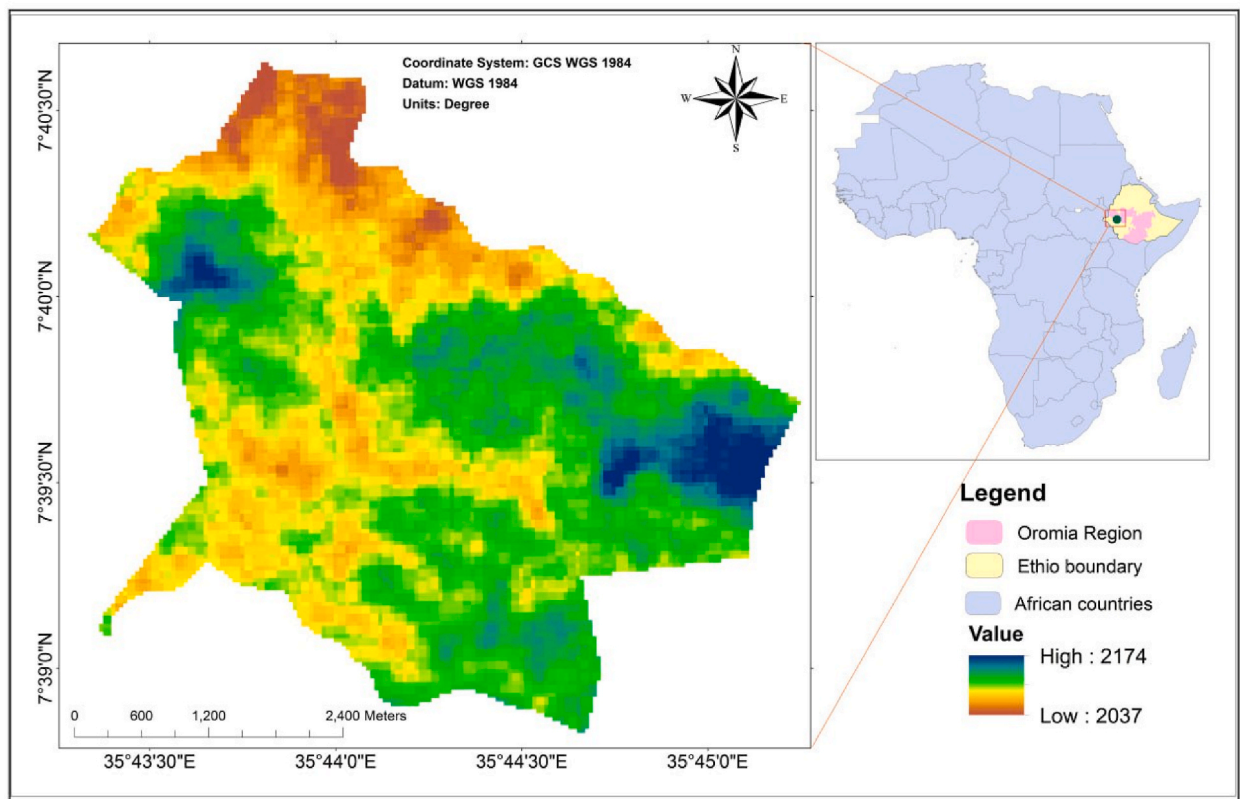 Coordinate System: GCS WGS 1984
Datum: WGS 1984
Units: Degree
N
W
E
S
7°40'30"N
7°40'0"N
7°39'30"N
7°39'0"N
0 600 1,200 2,400 Meters
35°43'30"E 35°44'0"E 35°44'30"E 35°45'0"E
Legend
Oromia Region
Ethio boundary
African countries
Value
High : 2174
Low : 2037